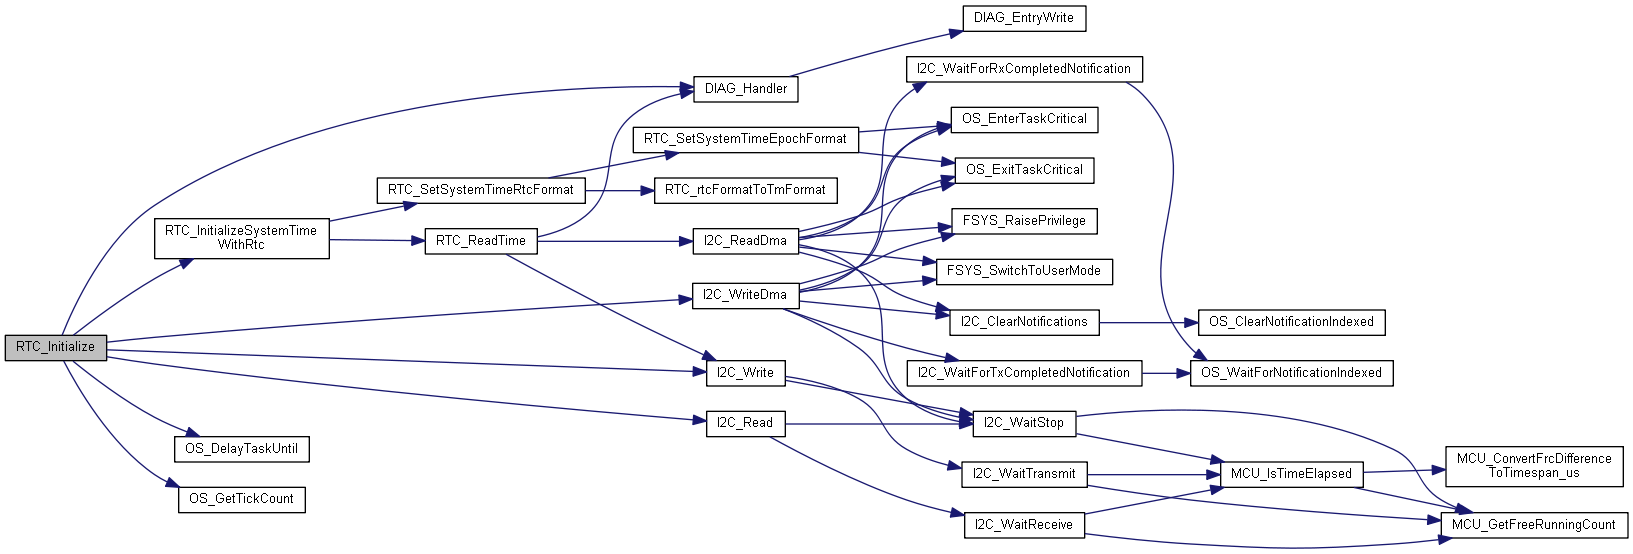 DIAG_EntryWrite
I2C_WaitForRxCompletedNotification
DIAG_Handler
OS_EnterTaskCritical
RTC_SetSystemTimeEpochFormat
OS_ExitTaskCritical
RTC_SetSystemTimeRtcFormat
RTC_rtcFormatToTmFormat
FSYS_RaisePrivilege
RTC_InitializeSystemTime
WithRtc
RTC_ReadTime
I2C_ReadDma
FSYS_SwitchToUserMode
I2C_WriteDma
I2C_ClearNotifications
OS_ClearNotificationIndexed
RTC_Initialize
I2C_Write
I2C_WaitForTxCompletedNotification
OS_WaitForNotificationIndexed
I2C_Read
I2C_WaitStop
OS_DelayTaskUntil
MCU_ConvertFrcDifference
ToTimespan_us
I2C_WaitTransmit
MCU_IsTimeElapsed
OS_GetTickCount
I2C_WaitReceive
MCU_GetFreeRunningCount